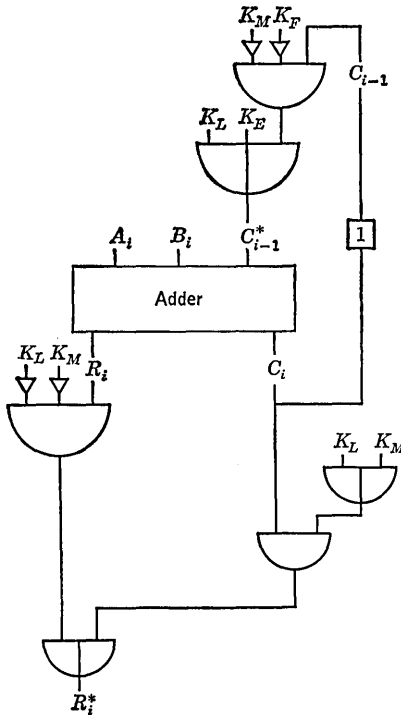 K_M K_F
C_{i-1}
K_L K_E
A_i B_i C^*_{i-1}
1
Adder
K_L K_M R_i C_i
K_L K_M
R^*_i